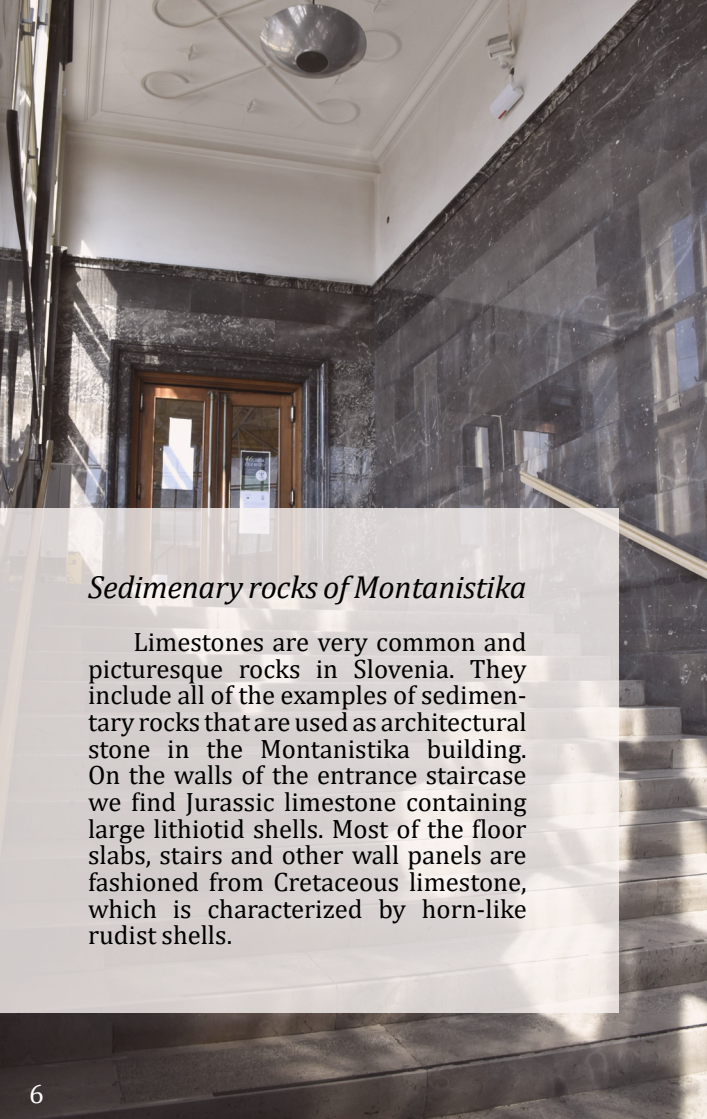 Sedimenary rocks of Montanistika
Limestones are very common and
picturesque rocks in Slovenia. They
include all of the examples of sedimen-
tary rocks that are used as architectural
stone in the Montanistika building.
On the walls of the entrance staircase
we find Jurassic limestone containing
large lithiotid shells. Most of the floor
slabs, stairs and other wall panels are
fashioned from Cretaceous limestone,
which is characterized by horn-like
rudist shells.
6